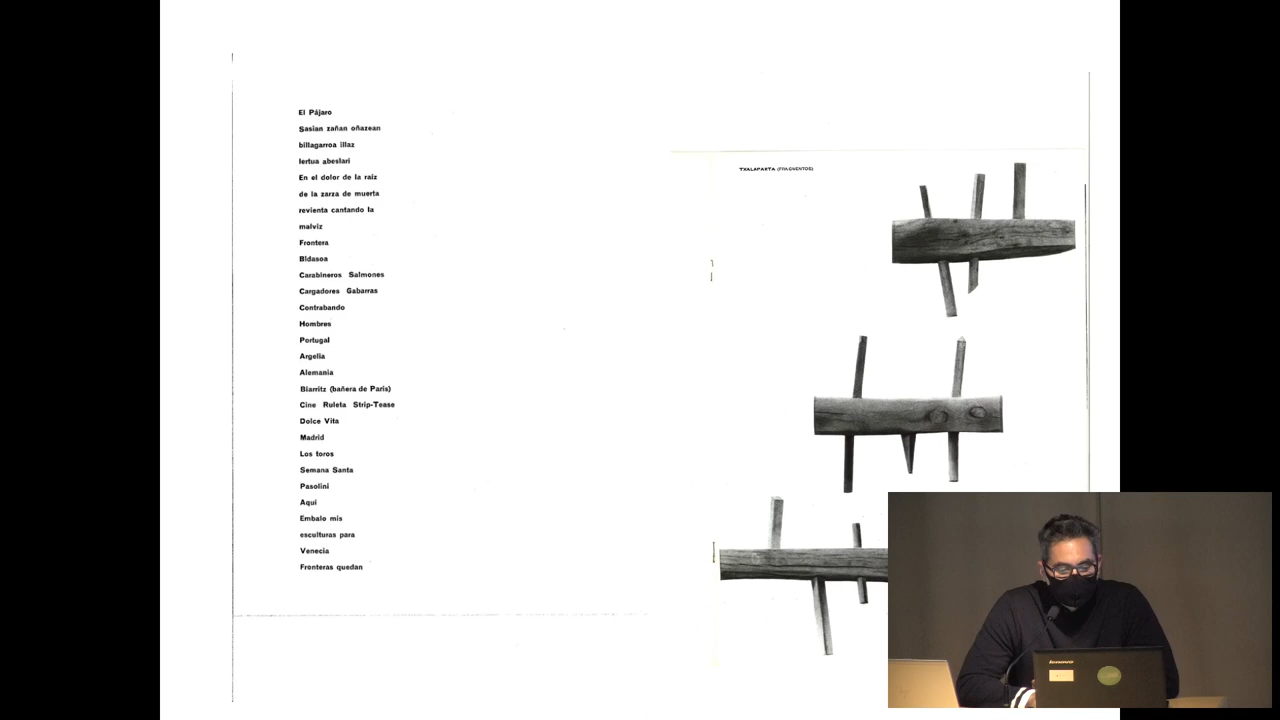 El Pájaro
Sasian zañan oñazean
billagarroa illaz
lertua abeslari
En el dolor de la raiz
de la zarza de muerta
revienta cantando la
malviz
Frontera
Bidasoa
Carabineros Salmones
Cargadores Gabarras
Contrabando
Hombres
Portugal
Argelia
Alemania
Biarritz (bañera de Paris)
Cine Ruleta Strip-Tease
Dolce Vita
Madrid
Los toros
Semana Santa
Pasolini
Aquí
Embalo mis
esculturas para
Venecia
Fronteras quedan
TXALAPARTA (FRAGMENTOS)
lenovo